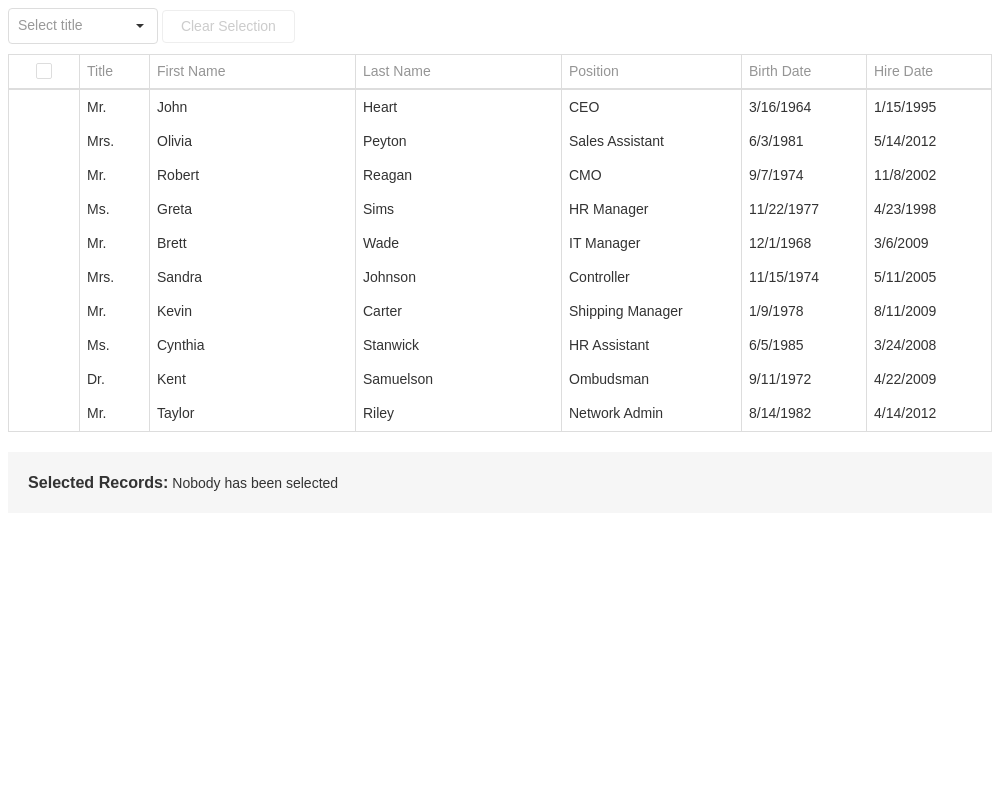 Select title Clear Selection
Title First Name Last Name Position Birth Date Hire Date
Mr. John Heart CEO 3/16/1964 1/15/1995
Mrs. Olivia Peyton Sales Assistant 6/3/1981 5/14/2012
Mr. Robert Reagan CMO 9/7/1974 11/8/2002
Ms. Greta Sims HR Manager 11/22/1977 4/23/1998
Mr. Brett Wade IT Manager 12/1/1968 3/6/2009
Mrs. Sandra Johnson Controller 11/15/1974 5/11/2005
Mr. Kevin Carter Shipping Manager 1/9/1978 8/11/2009
Ms. Cynthia Stanwick HR Assistant 6/5/1985 3/24/2008
Dr. Kent Samuelson Ombudsman 9/11/1972 4/22/2009
Mr. Taylor Riley Network Admin 8/14/1982 4/14/2012
Selected Records: Nobody has been selected